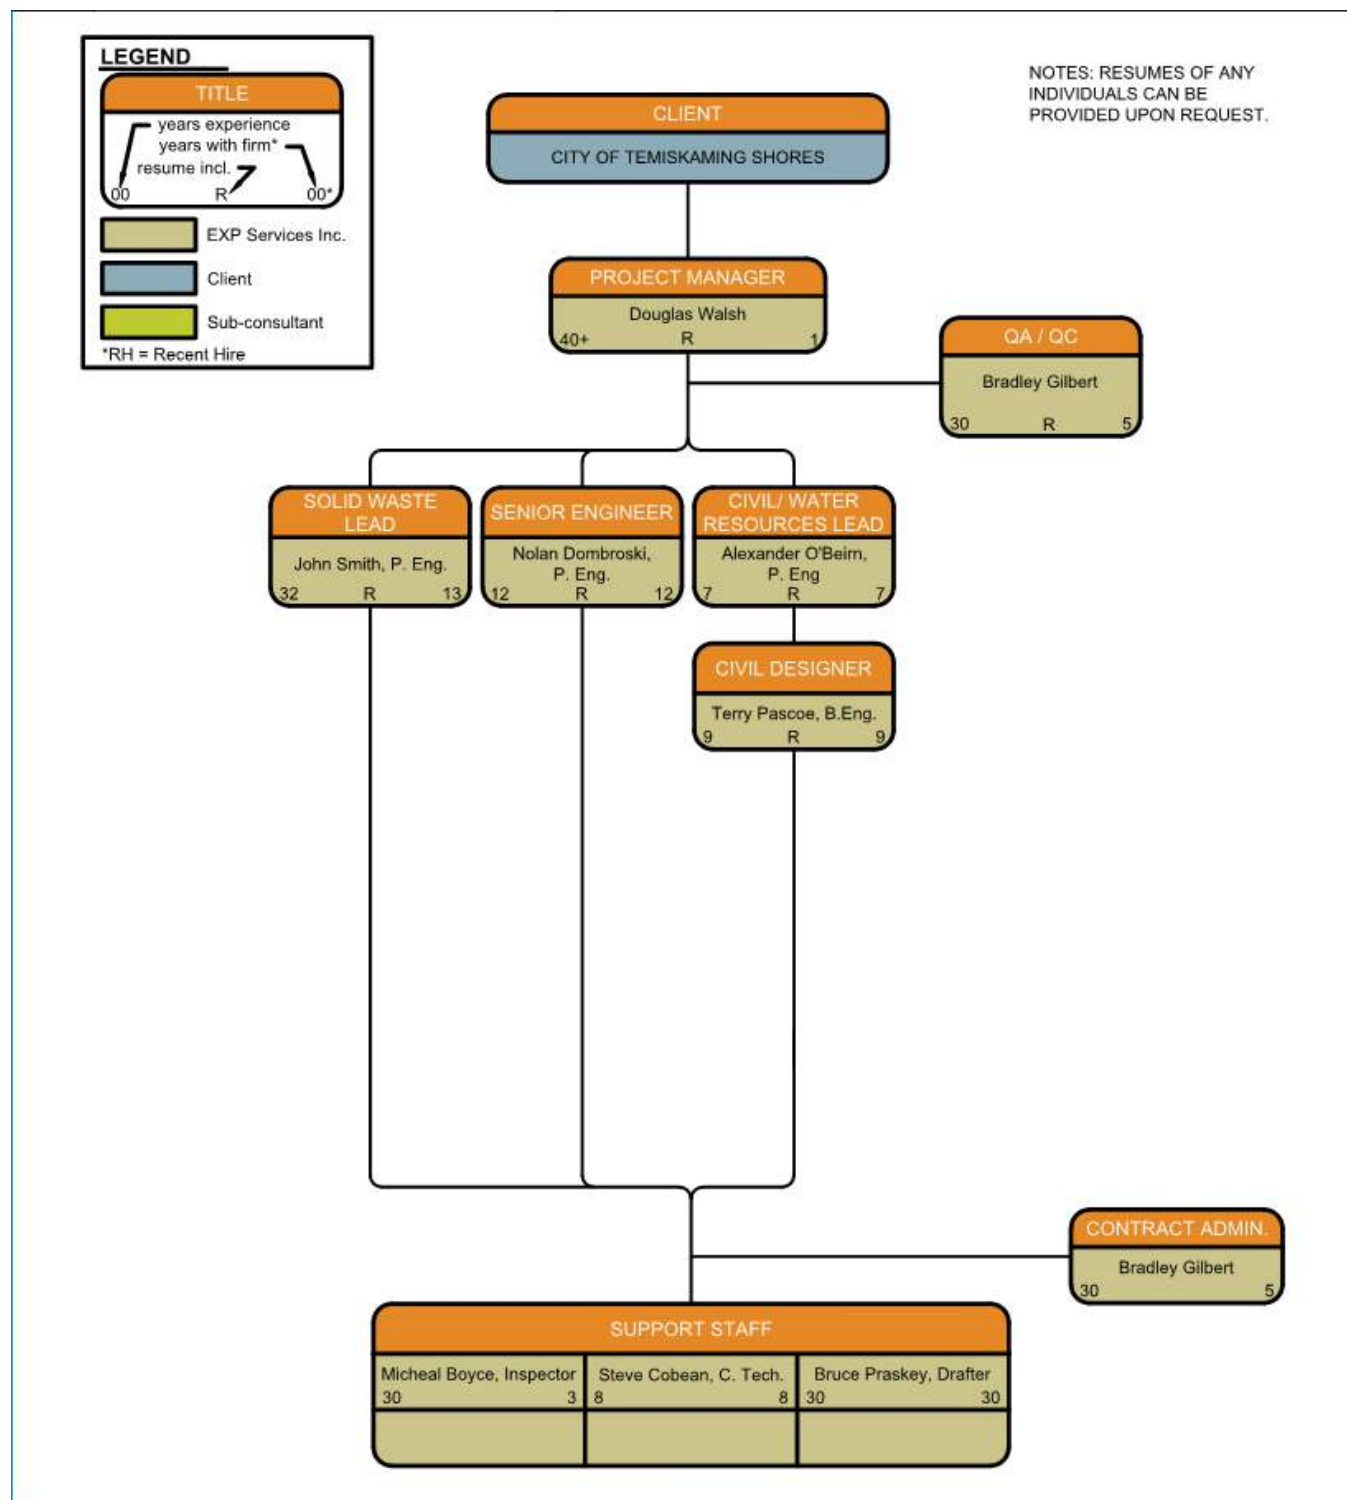 LEGEND
TITLE
years experience
years with firm*
resume incl.
00 R 00*
EXP Services Inc.
Client
Sub-consultant
*RH = Recent Hire
NOTES: RESUMES OF ANY
INDIVIDUALS CAN BE
PROVIDED UPON REQUEST.
CLIENT
CITY OF TEMISKAMING SHORES
PROJECT MANAGER
Douglas Walsh
40+ R 1
QA / QC
Bradley Gilbert
30 R 5
SOLID WASTE
LEAD
John Smith, P. Eng.
32 R 13
SENIOR ENGINEER
Nolan Dombroski,
P. Eng.
12 R 12
CIVIL/ WATER
RESOURCES LEAD
Alexander O'Beirn,
P. Eng
7 R 7
CIVIL DESIGNER
Terry Pascoe, B.Eng.
9 R 9
CONTRACT ADMIN.
Bradley Gilbert
30 5
SUPPORT STAFF
Micheal Boyce, Inspector
30 3
Steve Cobean, C. Tech.
8 8
Bruce Praskey, Drafter
30 30